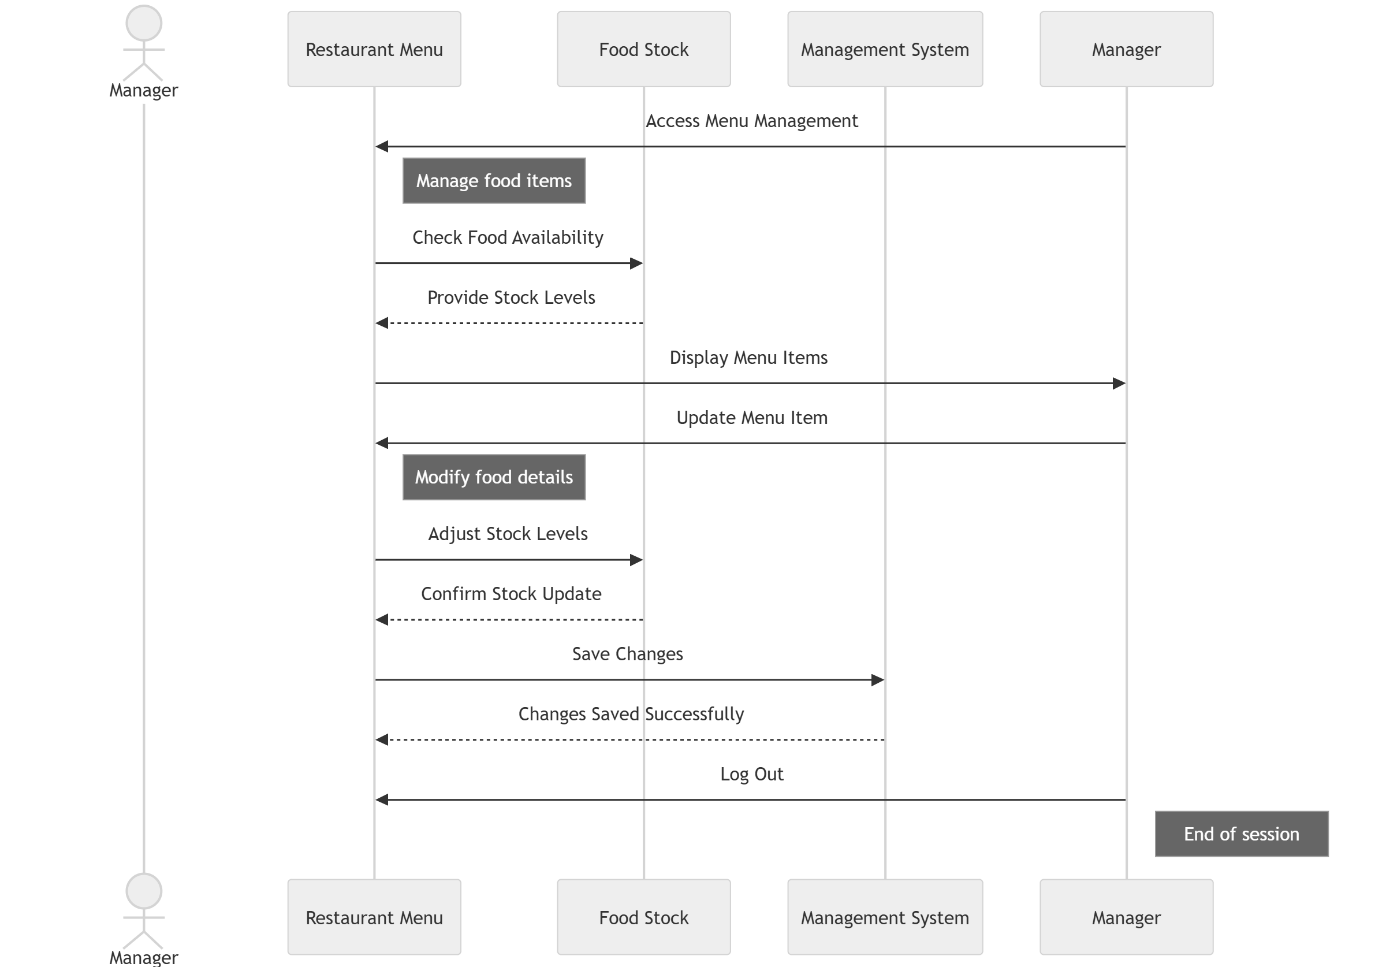 Manager
Restaurant Menu
Food Stock
Management System
Manager
Access Menu Management
Manage food items
Check Food Availability
Provide Stock Levels
Display Menu Items
Update Menu Item
Modify food details
Adjust Stock Levels
Confirm Stock Update
Save Changes
Changes Saved Successfully
Log Out
End of session
Manager
Restaurant Menu
Food Stock
Management System
Manager